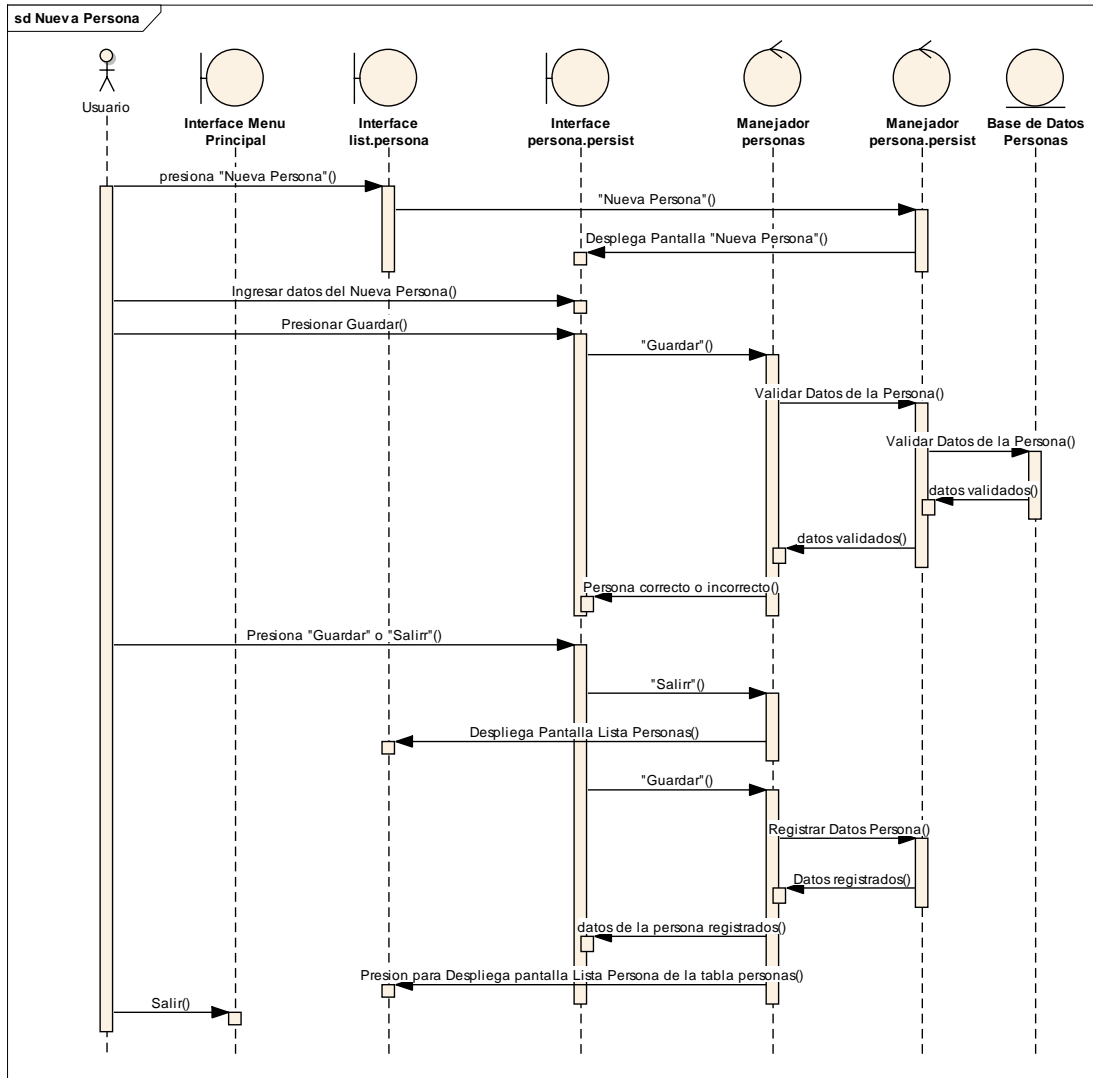 sd Nueva Persona
Usuario
Interface Menu
Principal
Interface
list.persona
Interface
persona.persist
Manejador
personas
Manejador
persona.persist
Base de Datos
Personas
presiona "Nueva Persona"()
"Nueva Persona"()
Desplega Pantalla "Nueva Persona"()
Ingresar datos del Nueva Persona()
Presionar Guardar()
"Guardar"()
Validar Datos de la Persona()
Validar Datos de la Persona()
datos validados()
datos validados()
Persona correcto o incorrecto()
Presiona "Guardar" o "Salirr"()
"Salirr"()
Despliega Pantalla Lista Personas()
"Guardar"()
Registrar Datos Persona()
Datos registrados()
datos de la persona registrados()
Presion para Despliega pantalla Lista Persona de la tabla personas()
Salir()